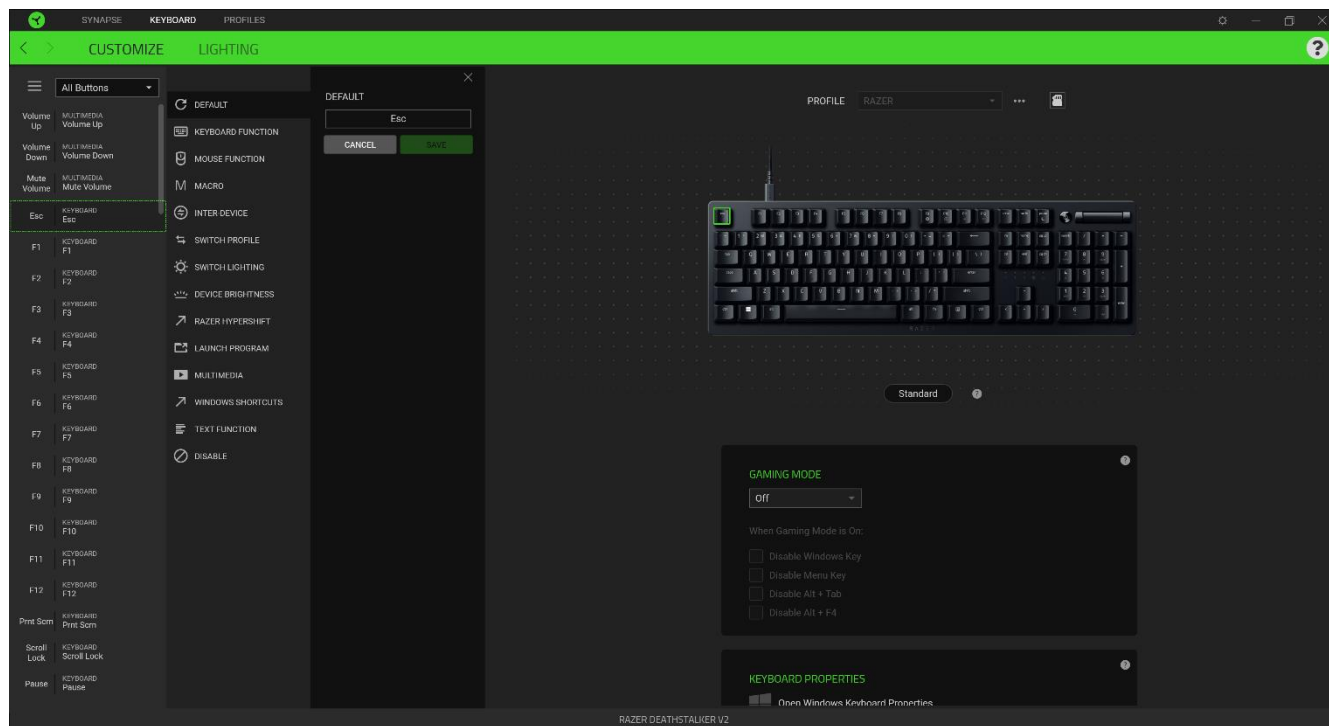 SYNAPSE KEYBOARD PROFILES
CUSTOMIZE LIGHTING
All Buttons
Volume Up MULTIMEDIA Volume Up
Volume Down MULTIMEDIA Volume Down
Mute Volume MULTIMEDIA Mute Volume
Esc KEYBOARD Esc
F1 KEYBOARD F1
F2 KEYBOARD F2
F3 KEYBOARD F3
F4 KEYBOARD F4
F5 KEYBOARD F5
F6 KEYBOARD F6
F7 KEYBOARD F7
F8 KEYBOARD F8
F9 KEYBOARD F9
F10 KEYBOARD F10
F11 KEYBOARD F11
F12 KEYBOARD F12
Prnt Scrn KEYBOARD Prnt Scrn
Scroll Lock KEYBOARD Scroll Lock
Pause KEYBOARD Pause
DEFAULT
KEYBOARD FUNCTION
MOUSE FUNCTION
MACRO
INTER-DEVICE
SWITCH PROFILE
SWITCH LIGHTING
DEVICE BRIGHTNESS
RAZER HYPERSHIFT
LAUNCH PROGRAM
MULTIMEDIA
WINDOWS SHORTCUTS
TEXT FUNCTION
DISABLE
DEFAULT
Esc
CANCEL SAVE
PROFILE RAZER
Standard
GAMING MODE
Off
When Gaming Mode is On:
Disable Windows Key
Disable Menu Key
Disable Alt + Tab
Disable Alt + F4
KEYBOARD PROPERTIES
Open Windows Keyboard Properties
RAZER DEATHSTALKER V2